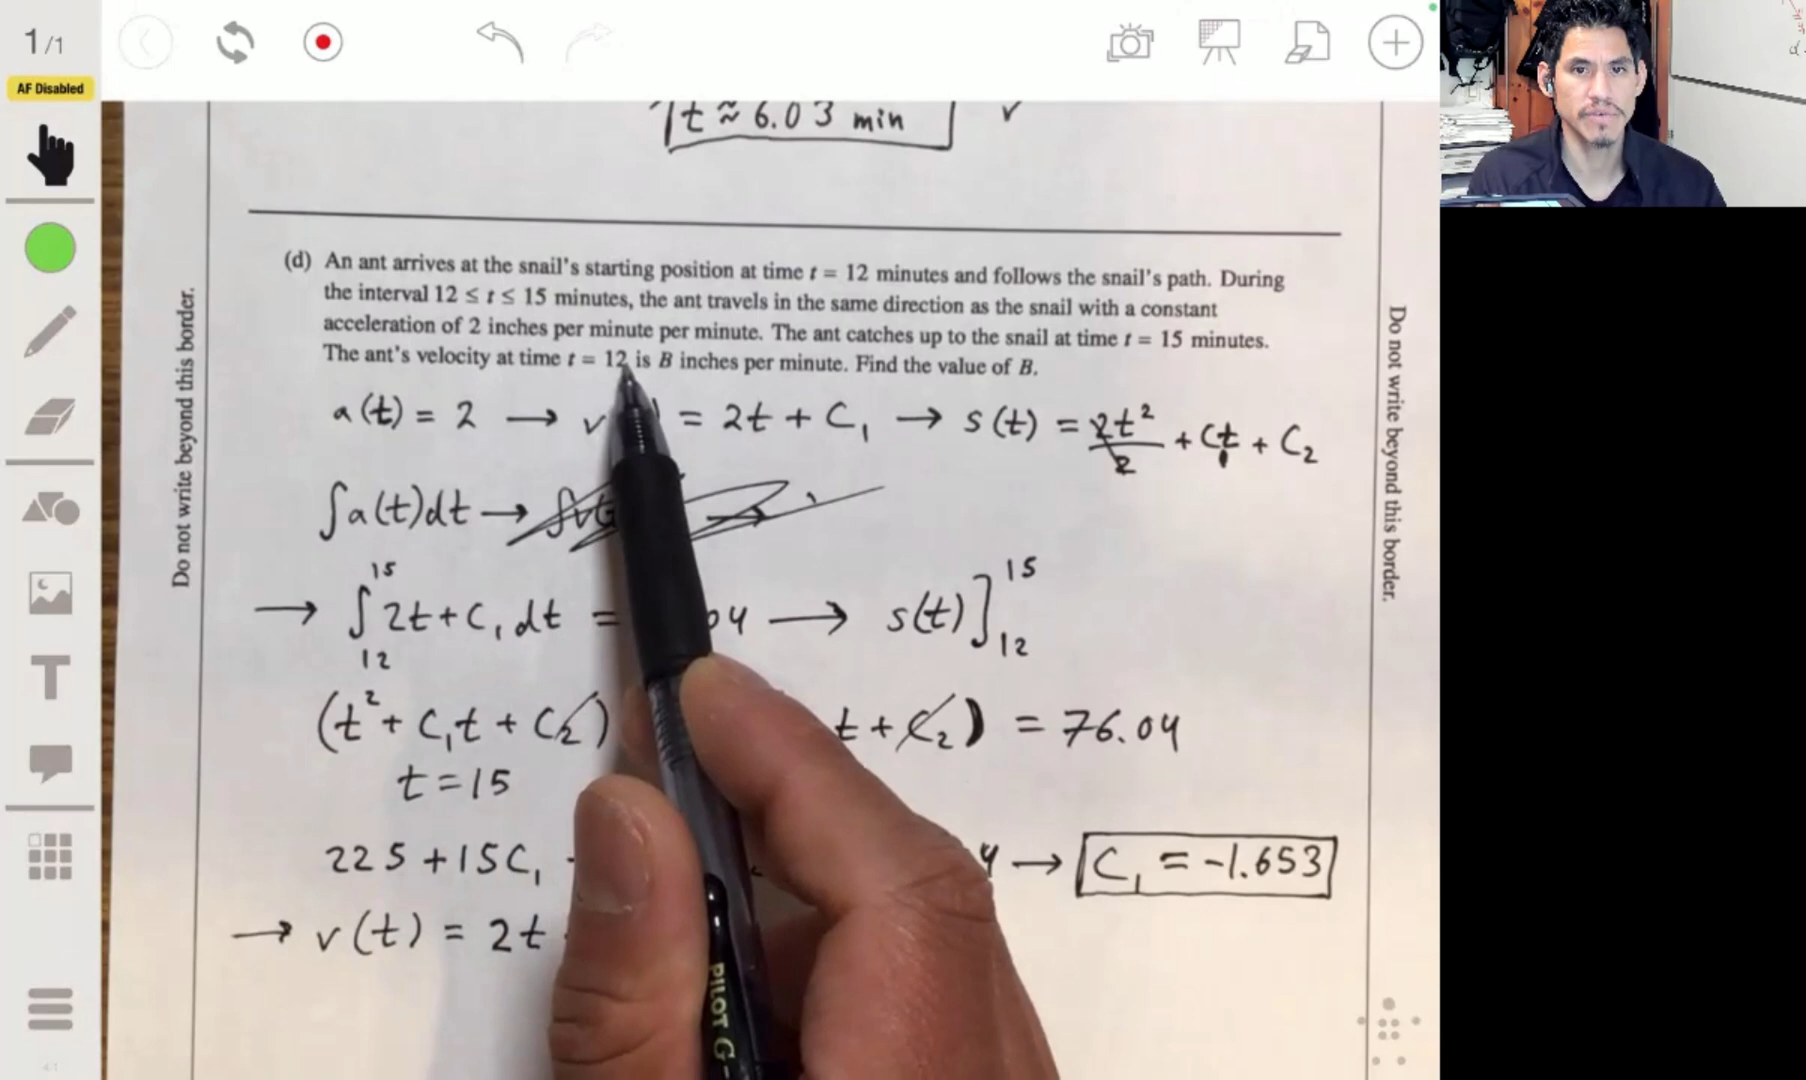 1/1
AF Disabled
t ≈ 6.03 min
(d) An ant arrives at the snail's starting position at time t = 12 minutes and follows the snail's path. During
the interval 12 ≤ t ≤ 15 minutes, the ant travels in the same direction as the snail with a constant
acceleration of 2 inches per minute per minute. The ant catches up to the snail at time t = 15 minutes.
The ant's velocity at time t = 12 is B inches per minute. Find the value of B.
a(t) = 2 → v = 2t + C₁ → s(t) = 2t²/2 + C₁t + C₂
∫a(t)dt →
→ ∫₁₂¹⁵ 2t + C₁ dt = 04 → s(t)]₁₂¹⁵
(t² + C₁t + C₂) t + C₂) = 76.04
t = 15
225 + 15C₁ 4 → C₁ = -1.653
→ v(t) = 2t
Do not write beyond this border.
Do not write beyond this border.
PILOT G-
T